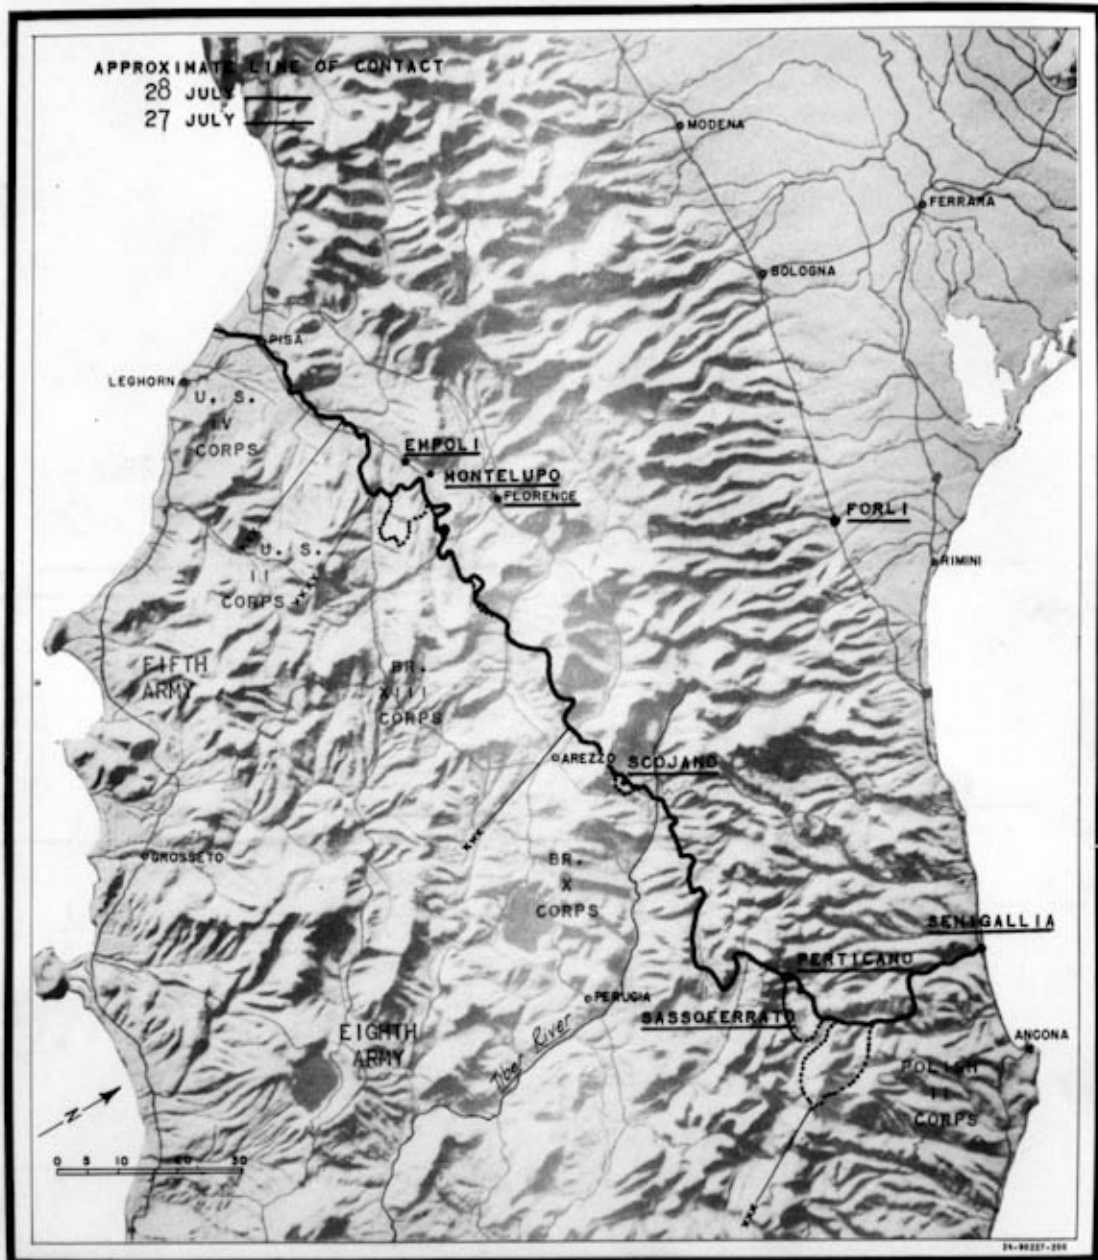 APPROXIMATE LINE OF CONTACT
28 JULY
27 JULY
MODENA
FERRARA
BOLOGNA
PISA
LEGHORN
U. S.
IV
CORPS
EMPOLI
MONTELUPO
FLORENCE
FORLI
RIMINI
U. S.
II
CORPS
FIFTH
ARMY
BR.
XIII
CORPS
AREZZO
SCOJANO
XXX
GROSSETO
BR.
X
CORPS
SENIGALLIA
PERTICANO
PERUGIA
SASSOFERRATO
EIGHTH
ARMY
Tiber River
ANCONA
POLISH
II
CORPS
N
0 5 10 20 30
XXX